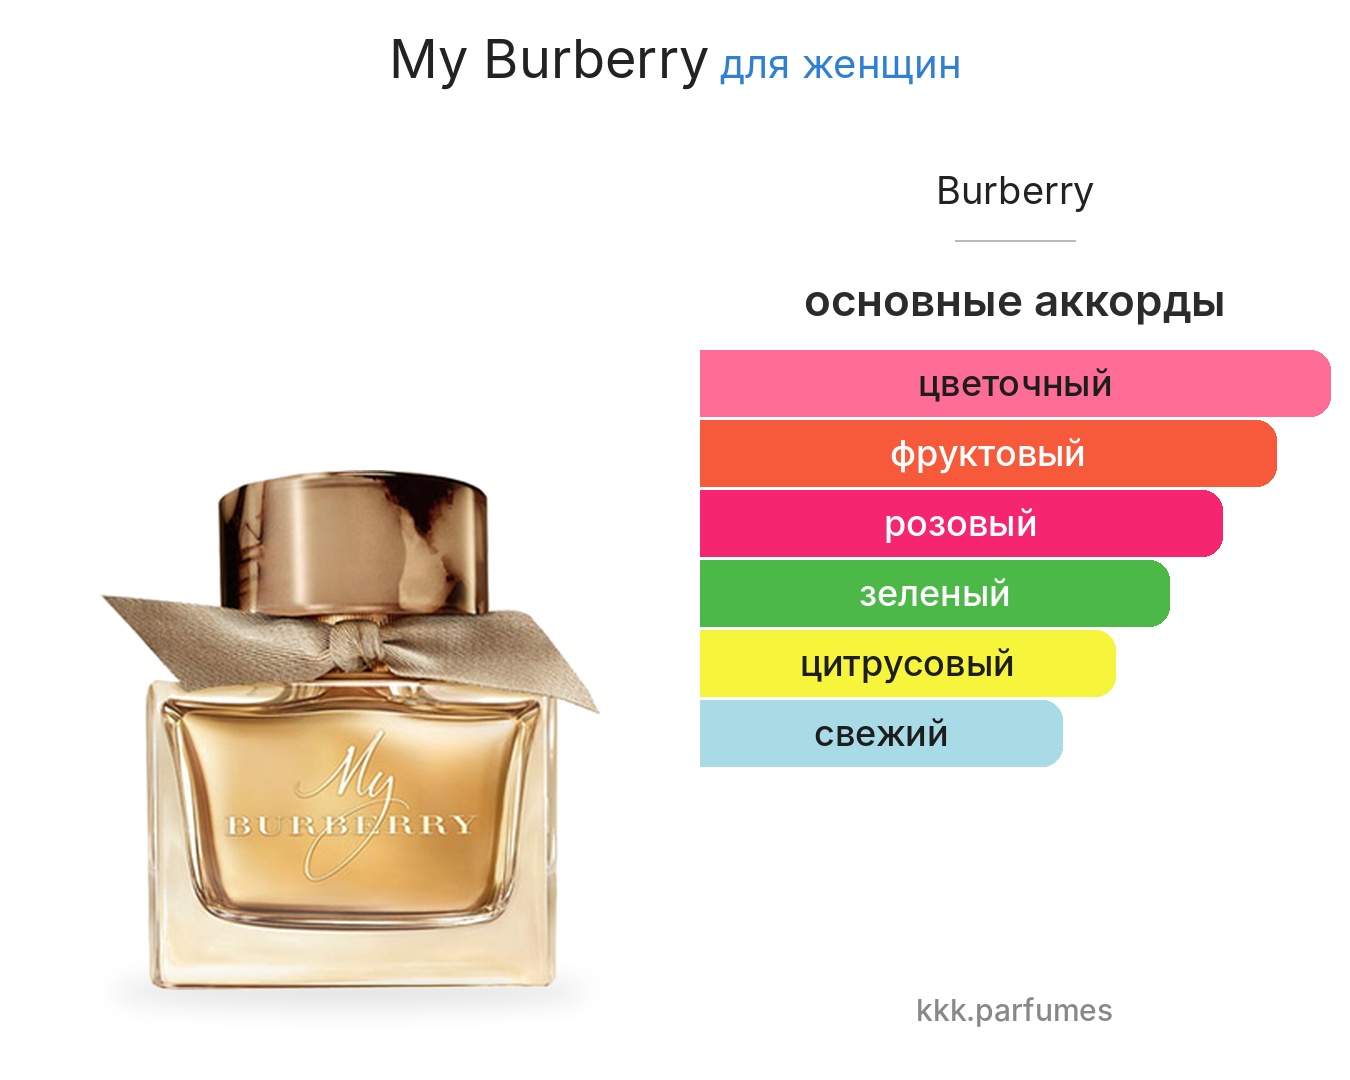 My Burberry для женщин
Burberry
основные аккорды
цветочный
фруктовый
розовый
зеленый
цитрусовый
свежий
My
BURBERRY
kkk.parfumes